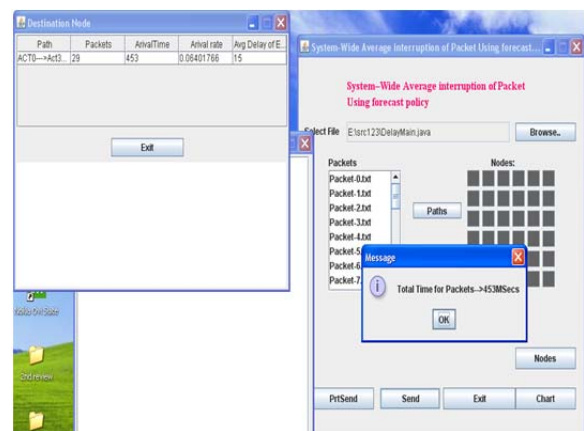 Destination Node
Path Packets ArivalTime Arival rate Avg Delay of E...
ACT0--->Act3... 29 453 0.06401766 15
Exit
System-Wide Average interruption of Packet Using forecast...
System-Wide Average interruption of Packet
Using forecast policy
Select File E:\src123\DelayMain.java Browse..
Packets Nodes:
Packet-0.txt
Packet-1.txt
Packet-2.txt
Packet-3.txt
Packet-4.txt
Packet-5
Packet-6
Packet-7
Paths
Message
Total Time for Packets-->453MSecs
OK
Nodes
PrtSend Send Exit Chart
2nd review